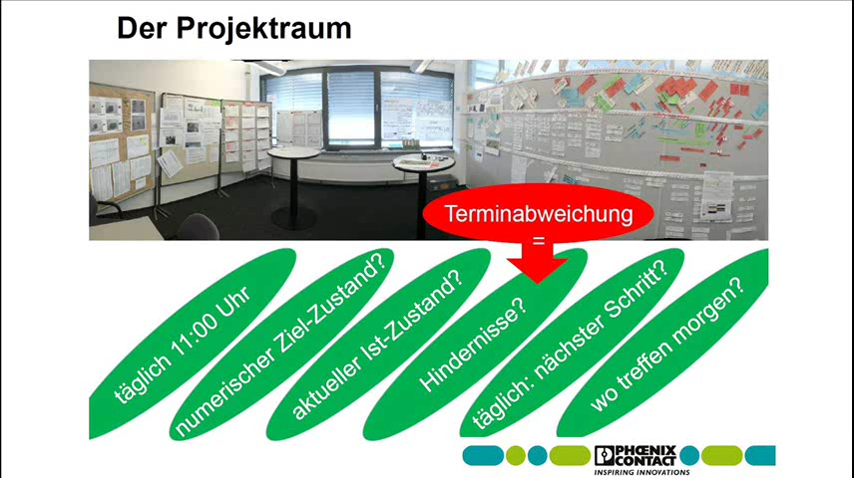 Der Projektraum
Terminabweichung
=
täglich 11:00 Uhr
numerischer Ziel-Zustand?
aktueller Ist-Zustand?
Hindernisse?
täglich: nächster Schritt?
wo treffen morgen?
PHŒNIX
CONTACT
INSPIRING INNOVATIONS